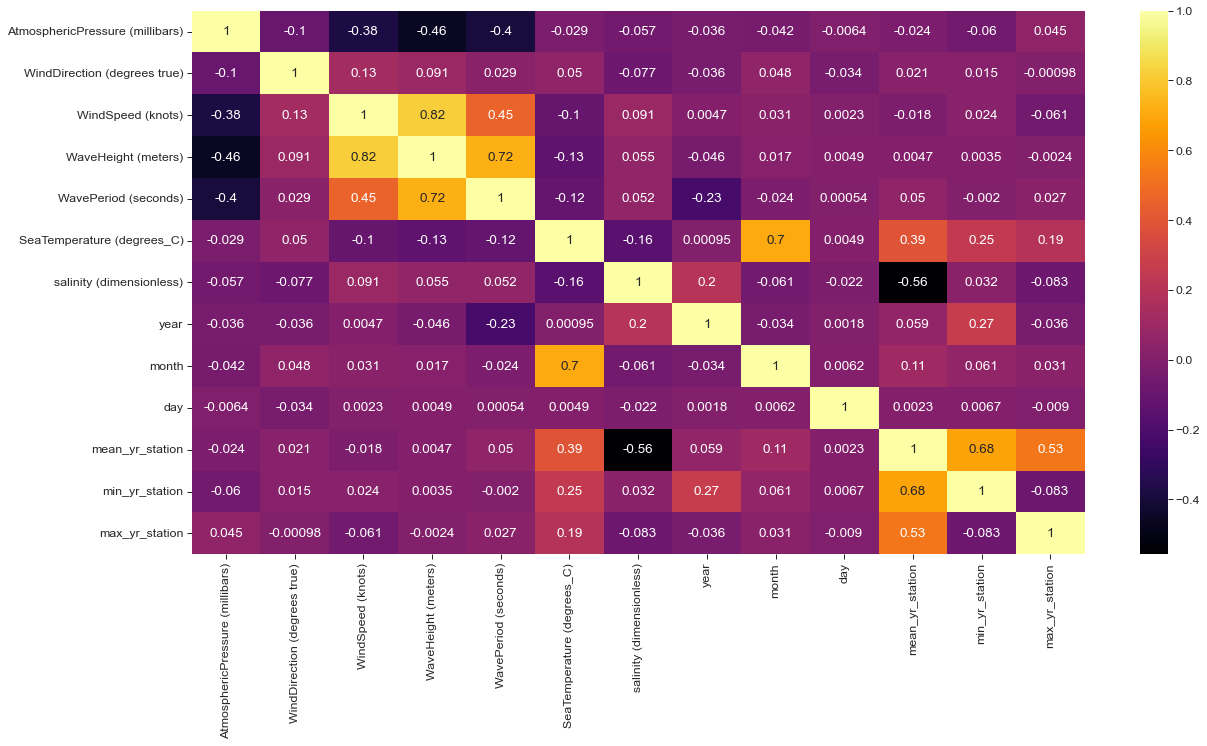 AtmosphericPressure (millibars) 1 -0.1 -0.38 -0.46 -0.4 -0.029 -0.057 -0.036 -0.042 -0.0064 -0.024 -0.06 0.045
WindDirection (degrees true) -0.1 1 0.13 0.091 0.029 0.05 -0.077 -0.036 0.048 -0.034 0.021 0.015 -0.00098
WindSpeed (knots) -0.38 0.13 1 0.82 0.45 -0.1 0.091 0.0047 0.031 0.0023 -0.018 0.024 -0.061
WaveHeight (meters) -0.46 0.091 0.82 1 0.72 -0.13 0.055 -0.046 0.017 0.0049 0.0047 0.0035 -0.0024
WavePeriod (seconds) -0.4 0.029 0.45 0.72 1 -0.12 0.052 -0.23 -0.024 0.00054 0.05 -0.002 0.027
SeaTemperature (degrees_C) -0.029 0.05 -0.1 -0.13 -0.12 1 -0.16 0.00095 0.7 0.0049 0.39 0.25 0.19
salinity (dimensionless) -0.057 -0.077 0.091 0.055 0.052 -0.16 1 0.2 -0.061 -0.022 -0.56 0.032 -0.083
year -0.036 -0.036 0.0047 -0.046 -0.23 0.00095 0.2 1 -0.034 0.0018 0.059 0.27 -0.036
month -0.042 0.048 0.031 0.017 -0.024 0.7 -0.061 -0.034 1 0.0062 0.11 0.061 0.031
day -0.0064 -0.034 0.0023 0.0049 0.00054 0.0049 -0.022 0.0018 0.0062 1 0.0023 0.0067 -0.009
mean_yr_station -0.024 0.021 -0.018 0.0047 0.05 0.39 -0.56 0.059 0.11 0.0023 1 0.68 0.53
min_yr_station -0.06 0.015 0.024 0.0035 -0.002 0.25 0.032 0.27 0.061 0.0067 0.68 1 -0.083
max_yr_station 0.045 -0.00098 -0.061 -0.0024 0.027 0.19 -0.083 -0.036 0.031 -0.009 0.53 -0.083 1
AtmosphericPressure (millibars)
WindDirection (degrees true)
WindSpeed (knots)
WaveHeight (meters)
WavePeriod (seconds)
SeaTemperature (degrees_C)
salinity (dimensionless)
year
month
day
mean_yr_station
min_yr_station
max_yr_station
1.0
0.8
0.6
0.4
0.2
0.0
−0.2
−0.4